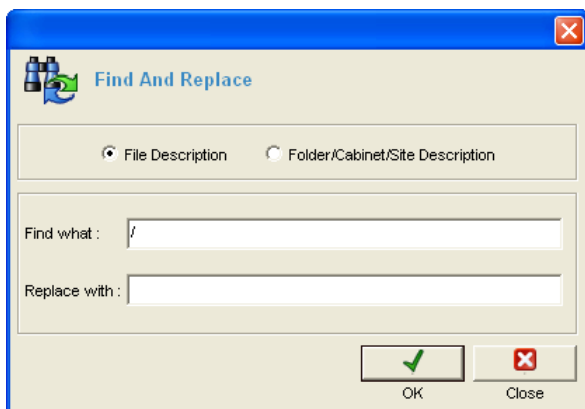 Find And Replace
File Description Folder/Cabinet/Site Description
Find what : /
Replace with :
OK Close